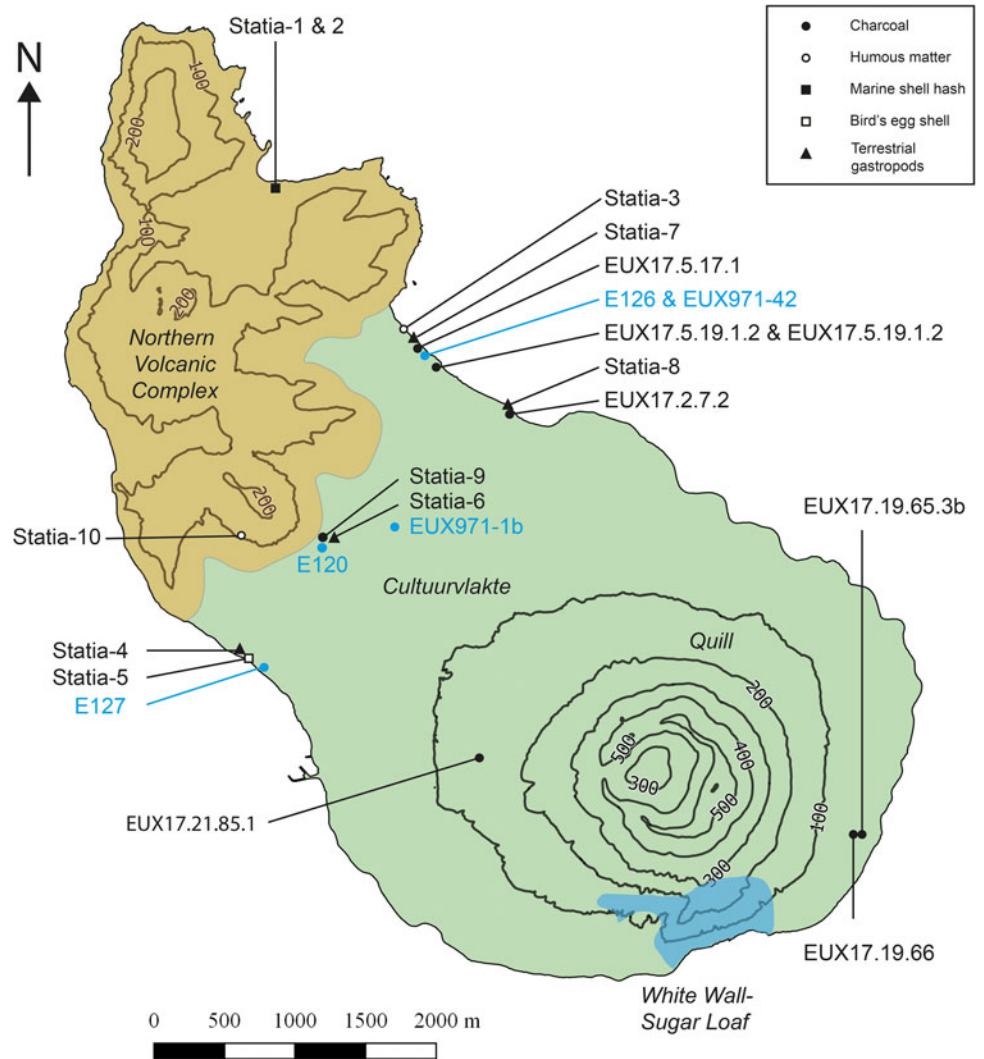 Statia-1 & 2
N
Charcoal
Humous matter
Marine shell hash
Bird's egg shell
Terrestrial
gastropods
100
200
100
200
Northern
Volcanic
Complex
Statia-3
Statia-7
EUX17.5.17.1
E126 & EUX971-42
EUX17.5.19.1.2 & EUX17.5.19.1.2
Statia-8
EUX17.2.7.2
200
Statia-9
Statia-6
EUX971-1b
E120
Statia-10
EUX17.19.65.3b
Cultuurvlakte
Quill
Statia-4
Statia-5
E127
200
500
400
300
500
100
300
EUX17.21.85.1
EUX17.19.66
White Wall-
Sugar Loaf
0 500 1000 2000 m